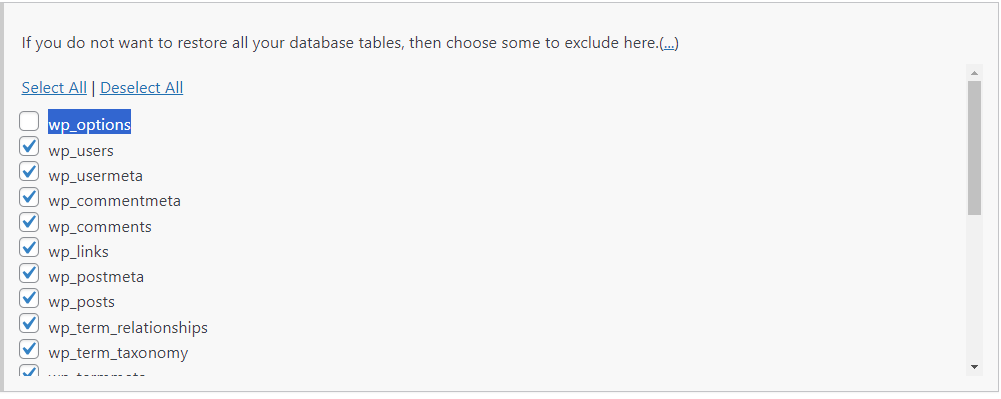 If you do not want to restore all your database tables, then choose some to exclude here.(...)
Select All | Deselect All
wp_options
wp_users
wp_usermeta
wp_commentmeta
wp_comments
wp_links
wp_postmeta
wp_posts
wp_term_relationships
wp_term_taxonomy